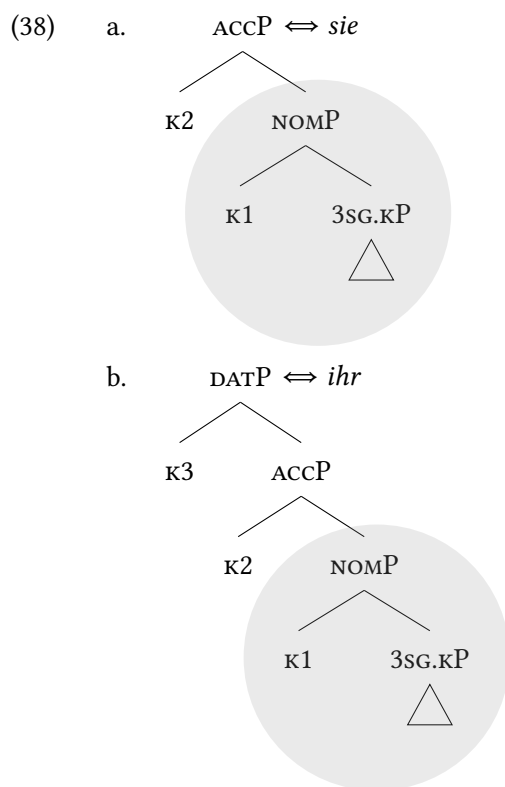 (38) a. ACCP ⇔ sie
K2 NOMP
K1 3SG.KP
b. DATP ⇔ ihr
K3 ACCP
K2 NOMP
K1 3SG.KP